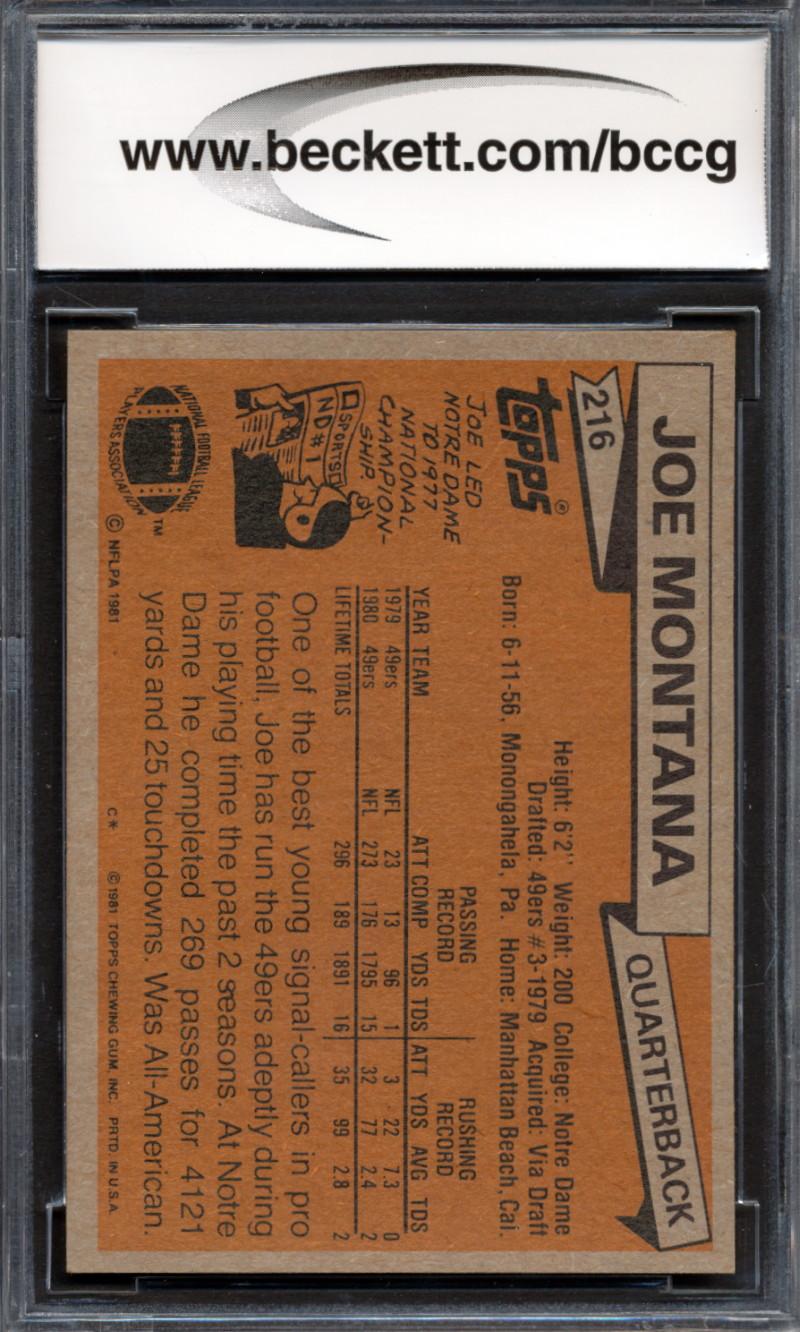 www.beckett.com/bccg
JOE MONTANA
QUARTERBACK
216
topps®
Height: 6'2" Weight: 200 College: Notre Dame
Drafted: 49ers #3-1979 Acquired: Via Draft
Born: 6-11-56, Monongahela, Pa. Home: Manhattan Beach, Cal.
JOE LED
NOTRE DAME
TO 1977
NATIONAL
CHAMPION-
SHIP.
SPORTS
ND #1
PASSING RUSHING
RECORD RECORD
YEAR TEAM ATT COMP YDS TDS ATT YDS AVG TDS
1979 49ers NFL 23 13 96 1 3 22 7.3 0
1980 49ers NFL 273 176 1795 15 32 77 2.4 2
LIFETIME TOTALS 296 189 1891 16 35 99 2.8 2
One of the best young signal-callers in pro
football, Joe has run the 49ers adeptly during
his playing time the past 2 seasons. At Notre
Dame he completed 269 passes for 4121
yards and 25 touchdowns. Was All-American.
NATIONAL FOOTBALL LEAGUE
PLAYERS ASSOCIATION
™
© NFLPA 1981
C* © 1981 TOPPS CHEWING GUM, INC. PRTD. IN U.S.A.